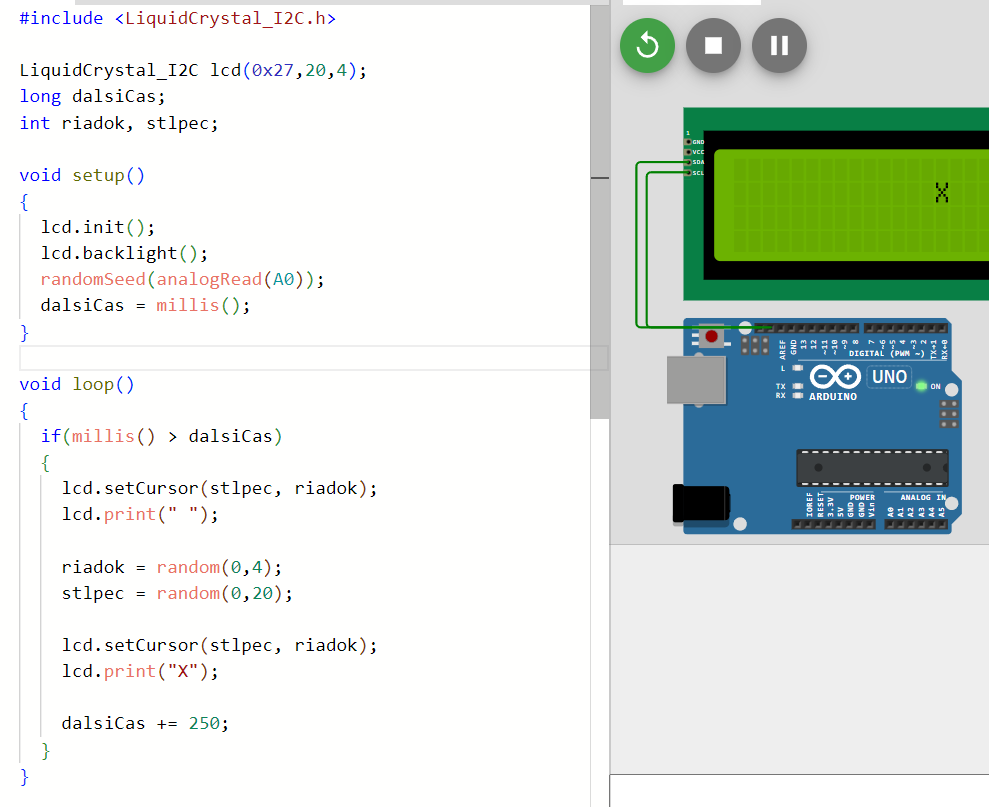 #include <LiquidCrystal_I2C.h>
LiquidCrystal_I2C lcd(0x27,20,4);
long dalsiCas;
int riadok, stlpec;
void setup()
{
lcd.init();
lcd.backlight();
randomSeed(analogRead(A0));
dalsiCas = millis();
}
void loop()
{
if(millis() > dalsiCas)
{
lcd.setCursor(stlpec, riadok);
lcd.print(" ");
riadok = random(0,4);
stlpec = random(0,20);
lcd.setCursor(stlpec, riadok);
lcd.print("X");
dalsiCas += 250;
}
}
1
GND
VCC
SDA
SCL
X
AREF
GND
13
12
~11
~10
~9
8
7
~6
~5
4
~3
2
TX→1
RX←0
DIGITAL (PWM ~)
L
TX
RX
UNO
ARDUINO
ON
IOREF
RESET
3.3V
5V
GND
GND
Vin
POWER
ANALOG IN
A0
A1
A2
A3
A4
A5